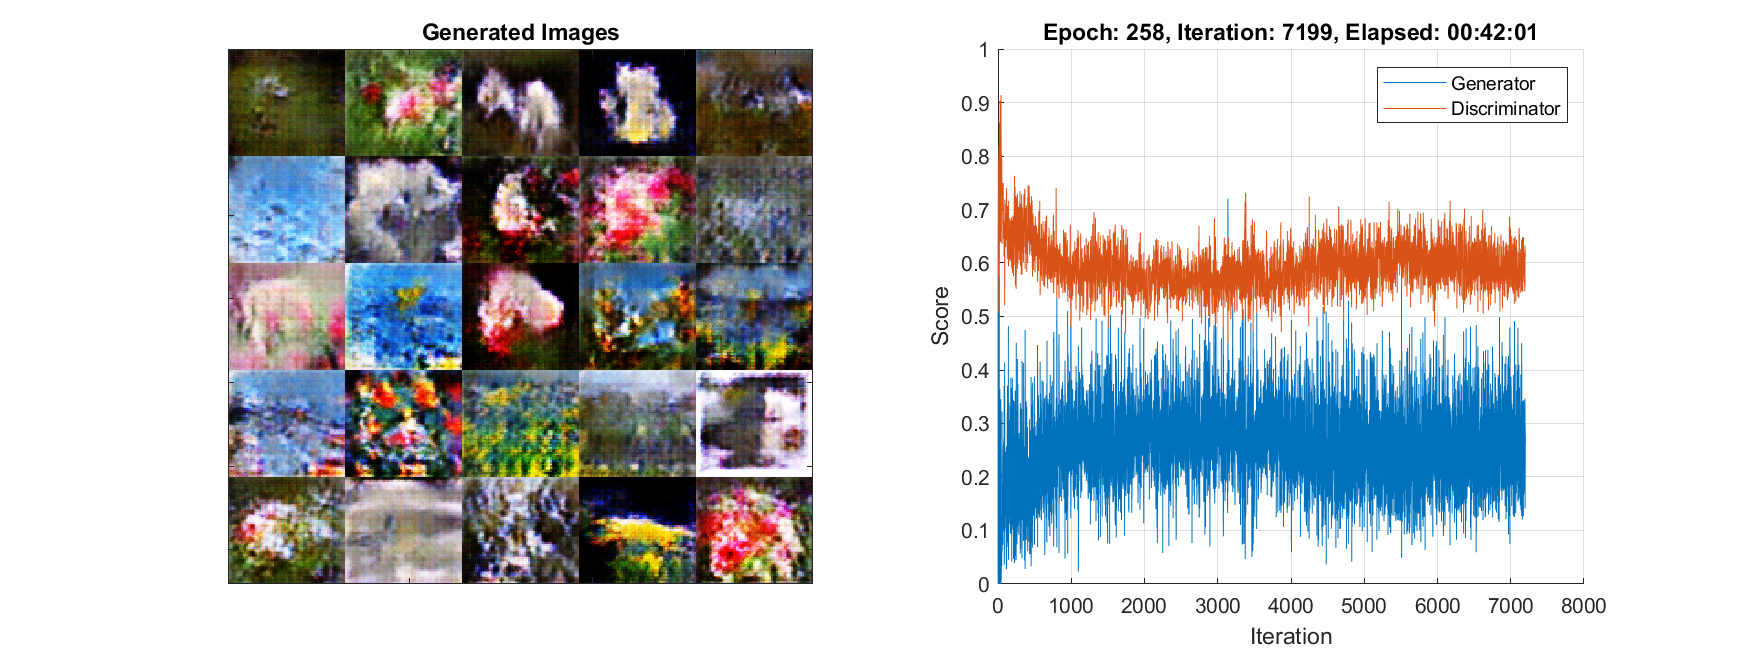 Generated Images
Epoch: 258, Iteration: 7199, Elapsed: 00:42:01
Generator
Discriminator
1
0.9
0.8
0.7
0.6
0.5
0.4
0.3
0.2
0.1
0
Score
0 1000 2000 3000 4000 5000 6000 7000 8000
Iteration